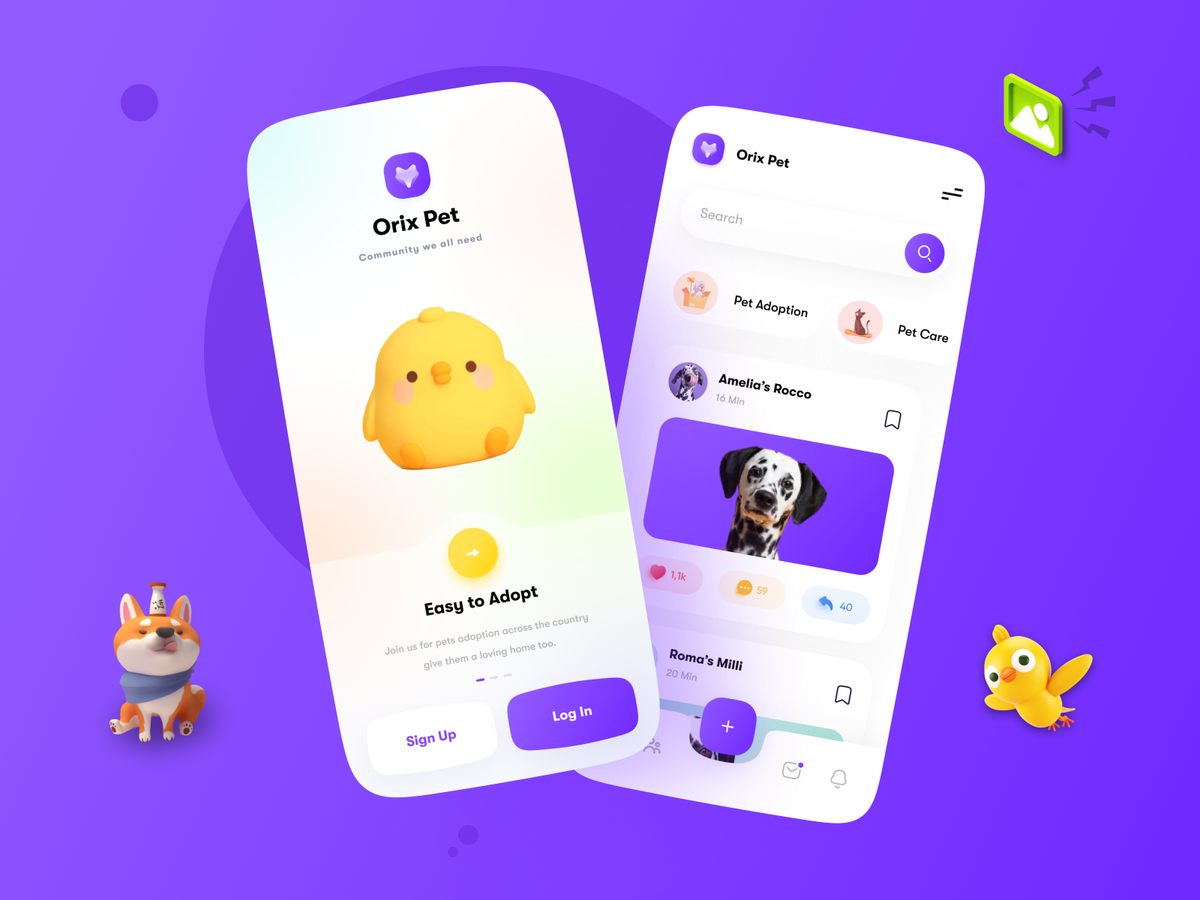 Orix Pet
Community we all need
Easy to Adopt
Join us for pets adoption across the country
give them a loving home too.
Sign Up
Log In
Orix Pet
Search
Pet Adoption
Pet Care
Amelia's Rocco
16 Min
1,1k
59
40
Roma's Milli
20 Min